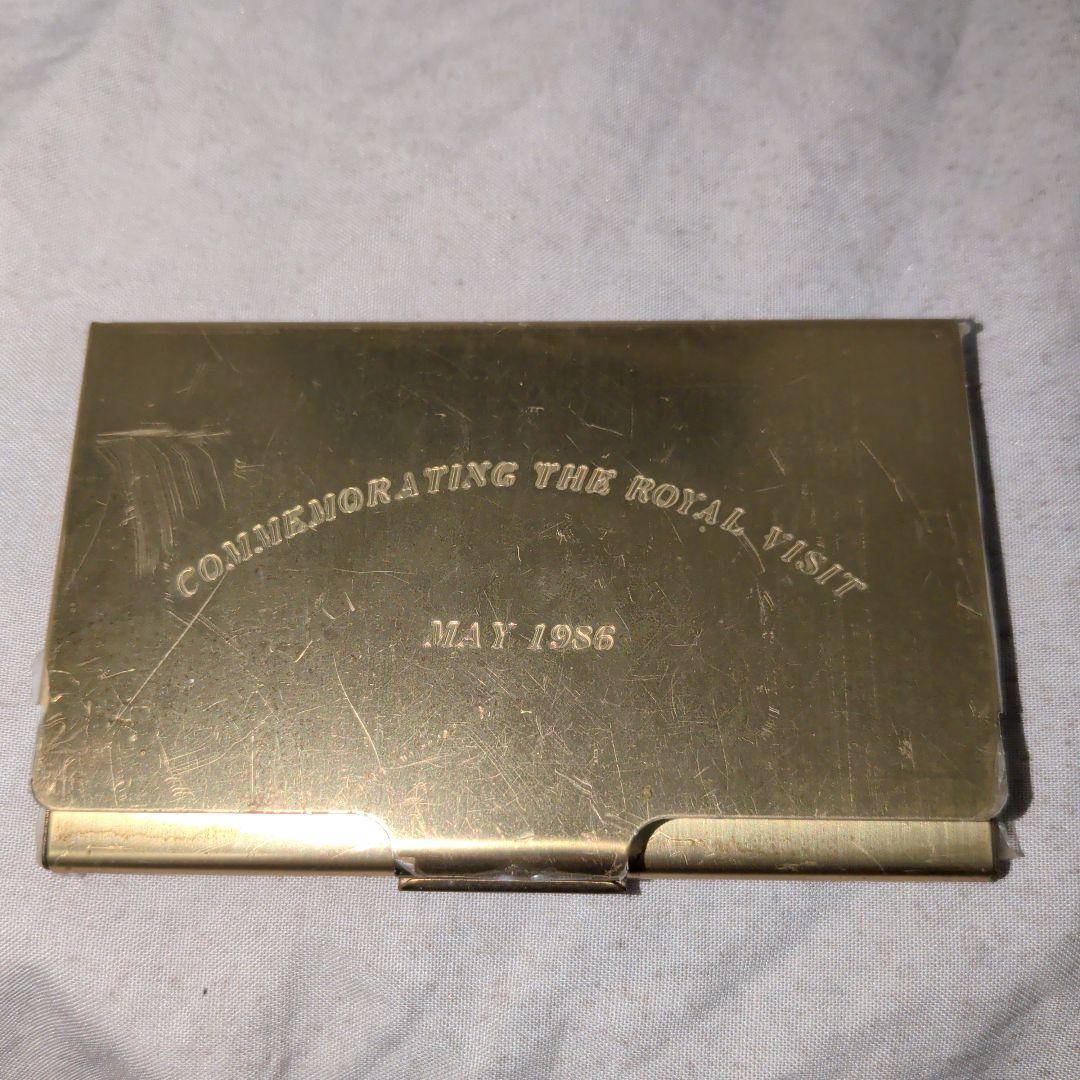 COMMEMORATING THE ROYAL VISIT
MAY 1986